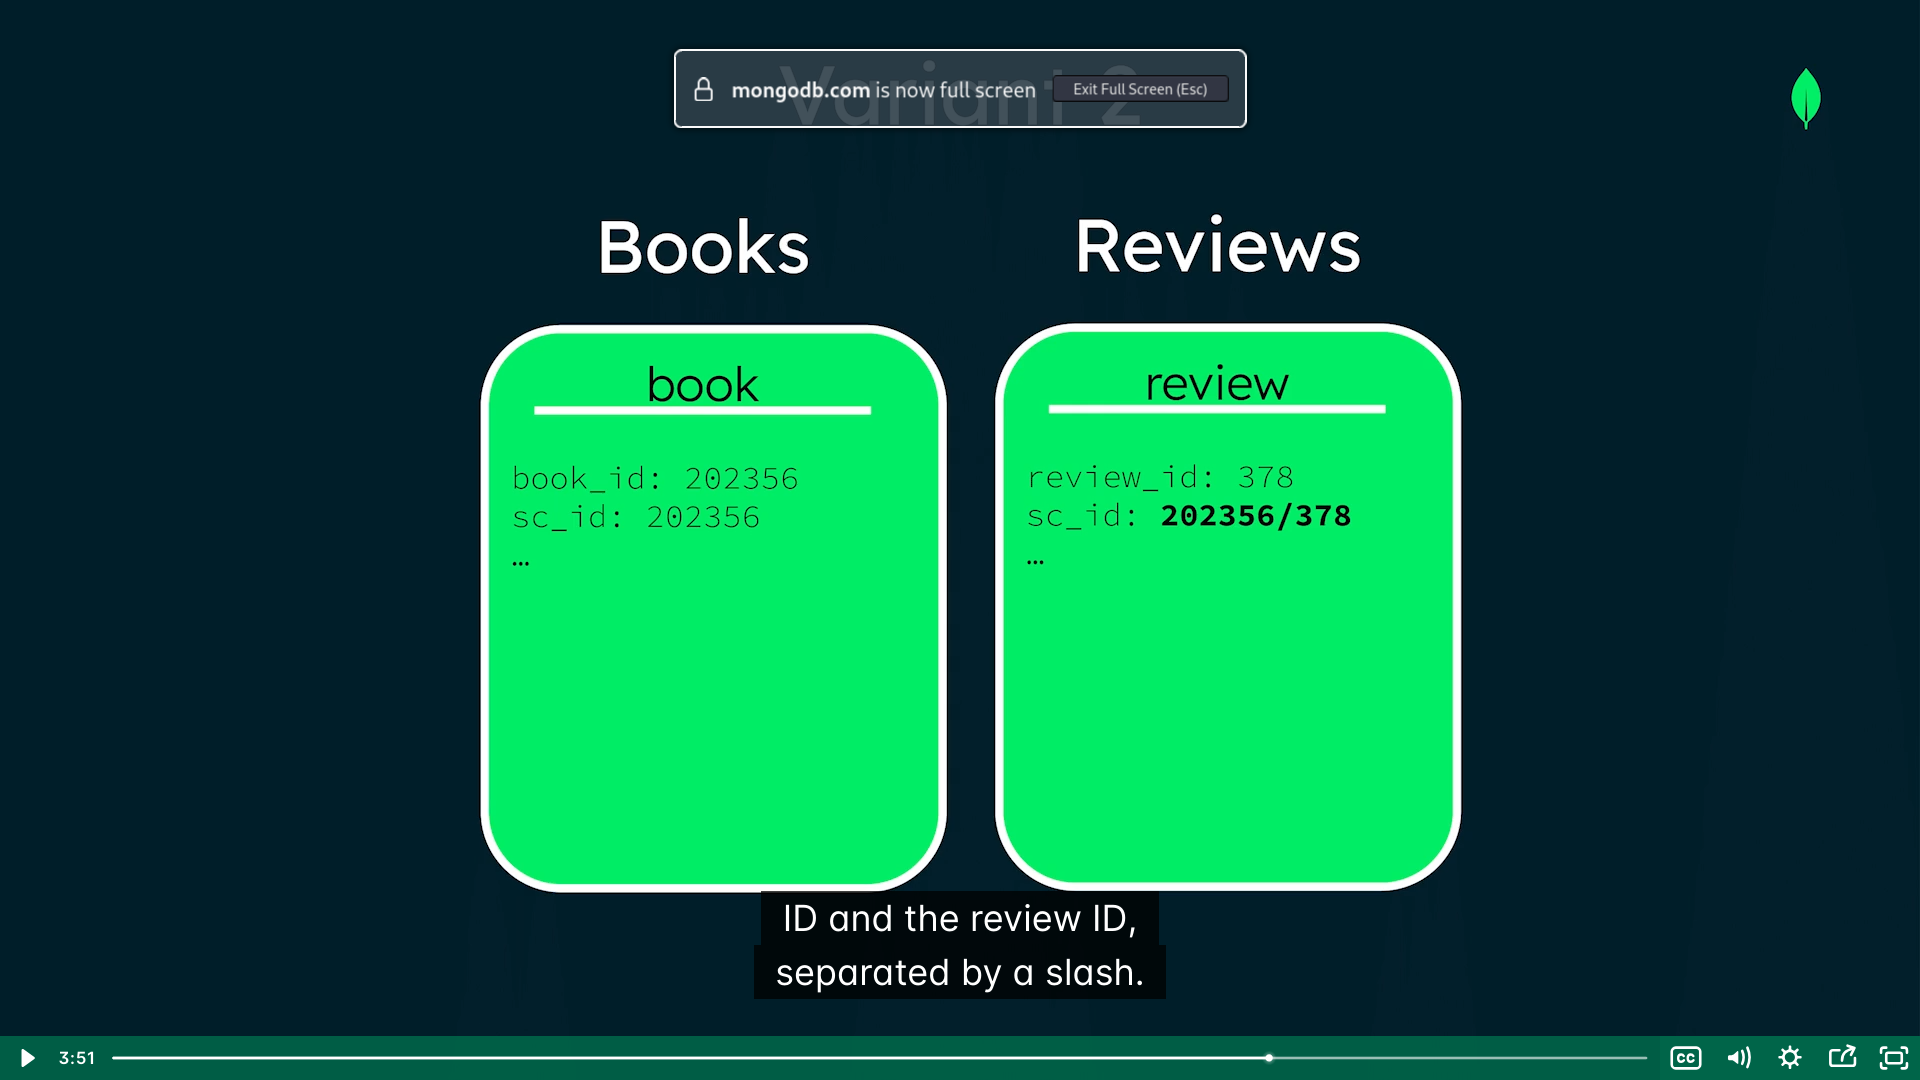 Variant 2
mongodb.com is now full screen Exit Full Screen (Esc)
Books
Reviews
book
book_id: 202356
sc_id: 202356
…
review
review_id: 378
sc_id: 202356/378
…
ID and the review ID,
separated by a slash.
3:51
CC